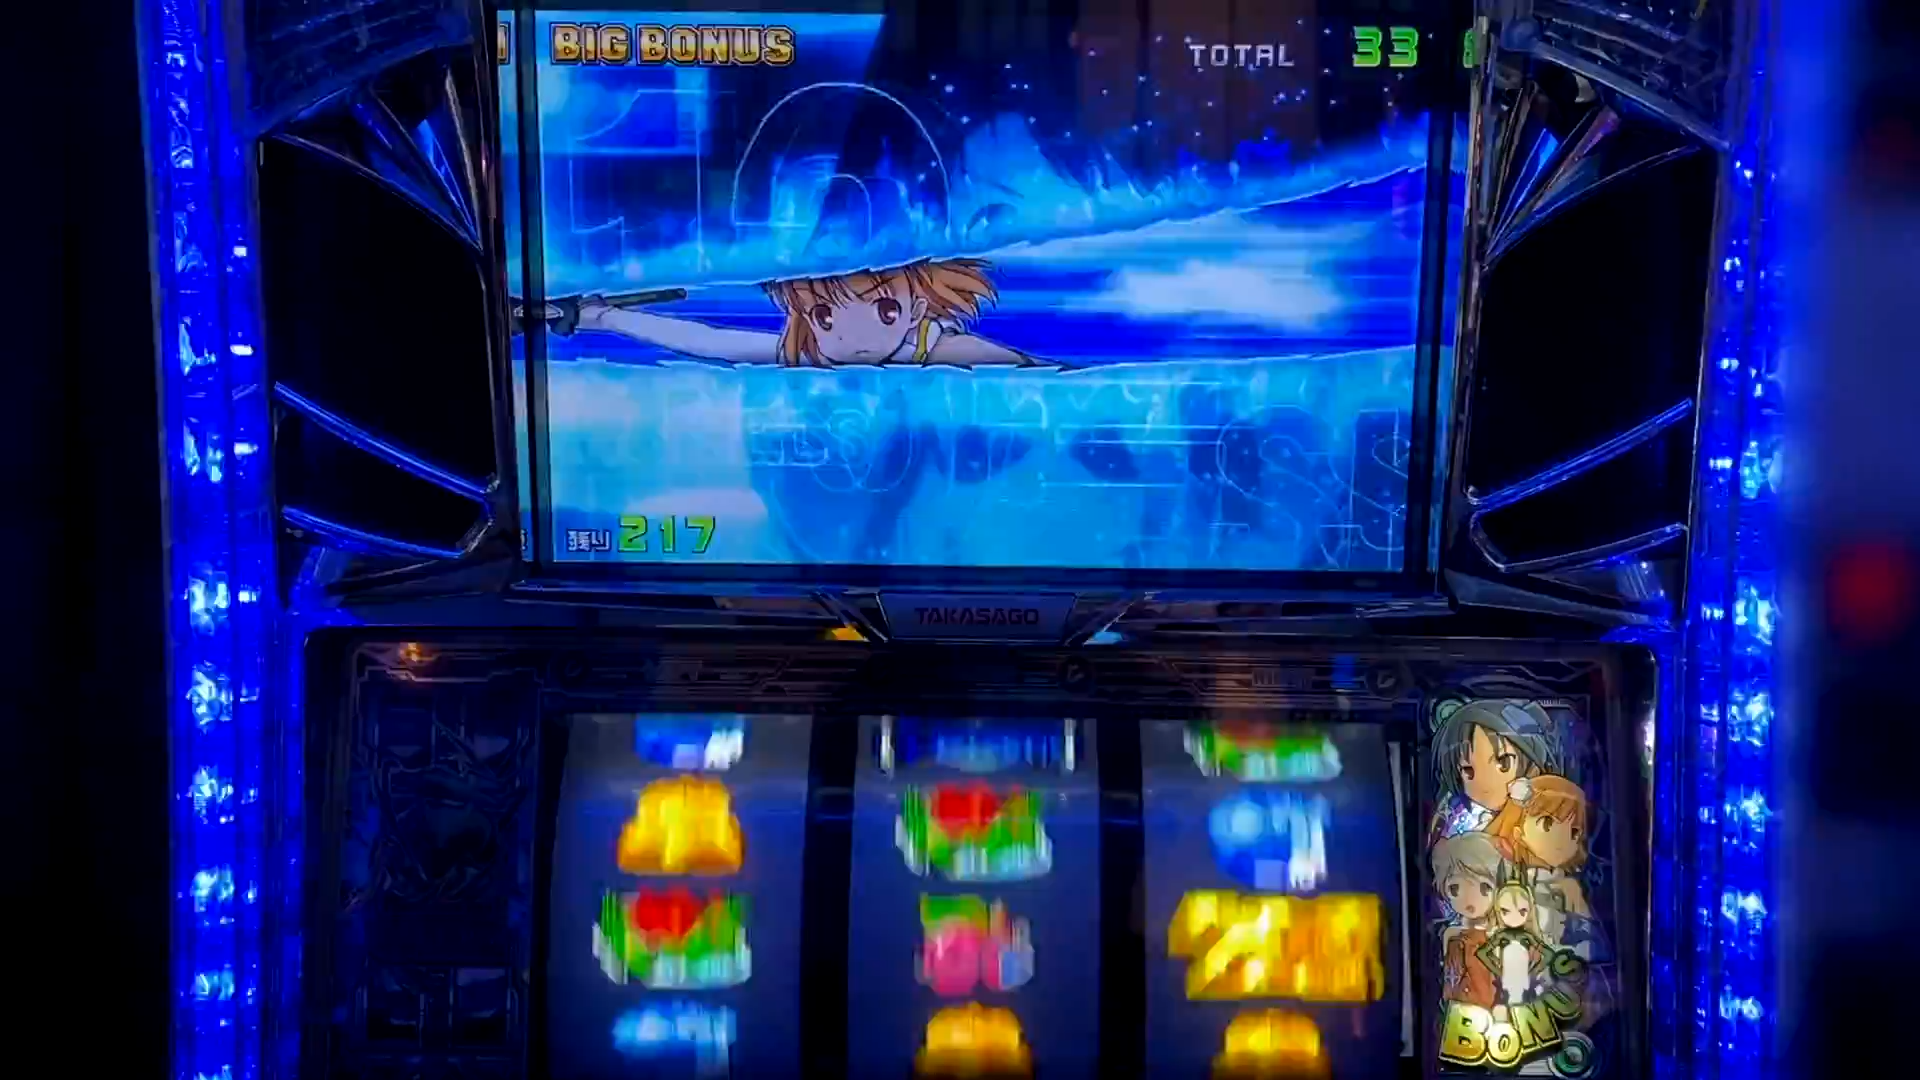 BIG BONUS
TOTAL 33
残り 217
TAKASAGO
BONUS